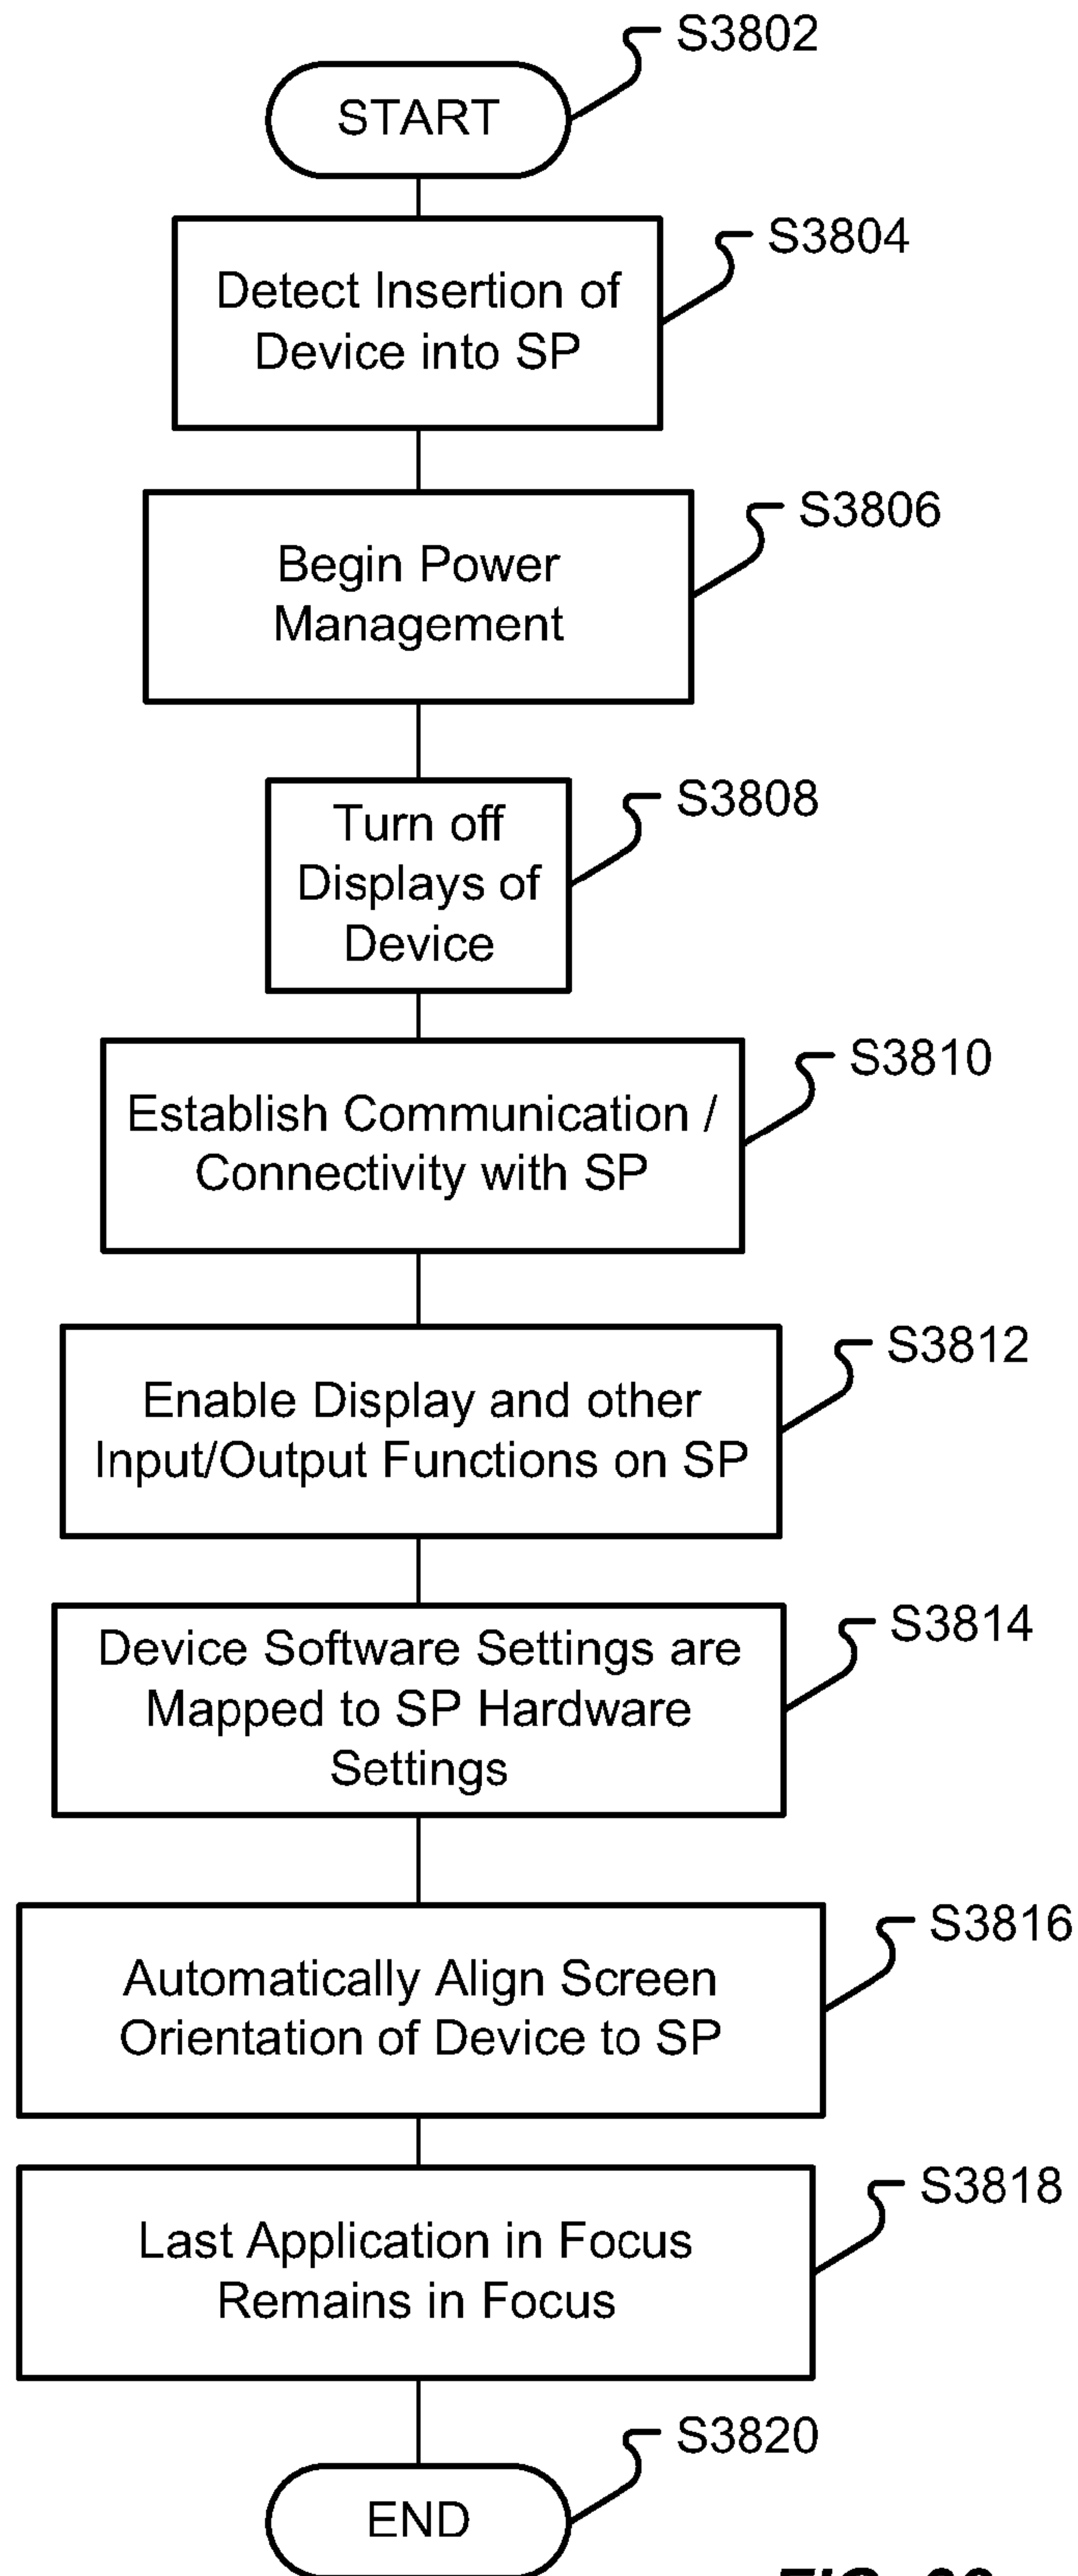 S3802
START
S3804
Detect Insertion of
Device into SP
S3806
Begin Power
Management
S3808
Turn off
Displays of
Device
S3810
Establish Communication /
Connectivity with SP
S3812
Enable Display and other
Input/Output Functions on SP
S3814
Device Software Settings are
Mapped to SP Hardware
Settings
S3816
Automatically Align Screen
Orientation of Device to SP
S3818
Last Application in Focus
Remains in Focus
S3820
END